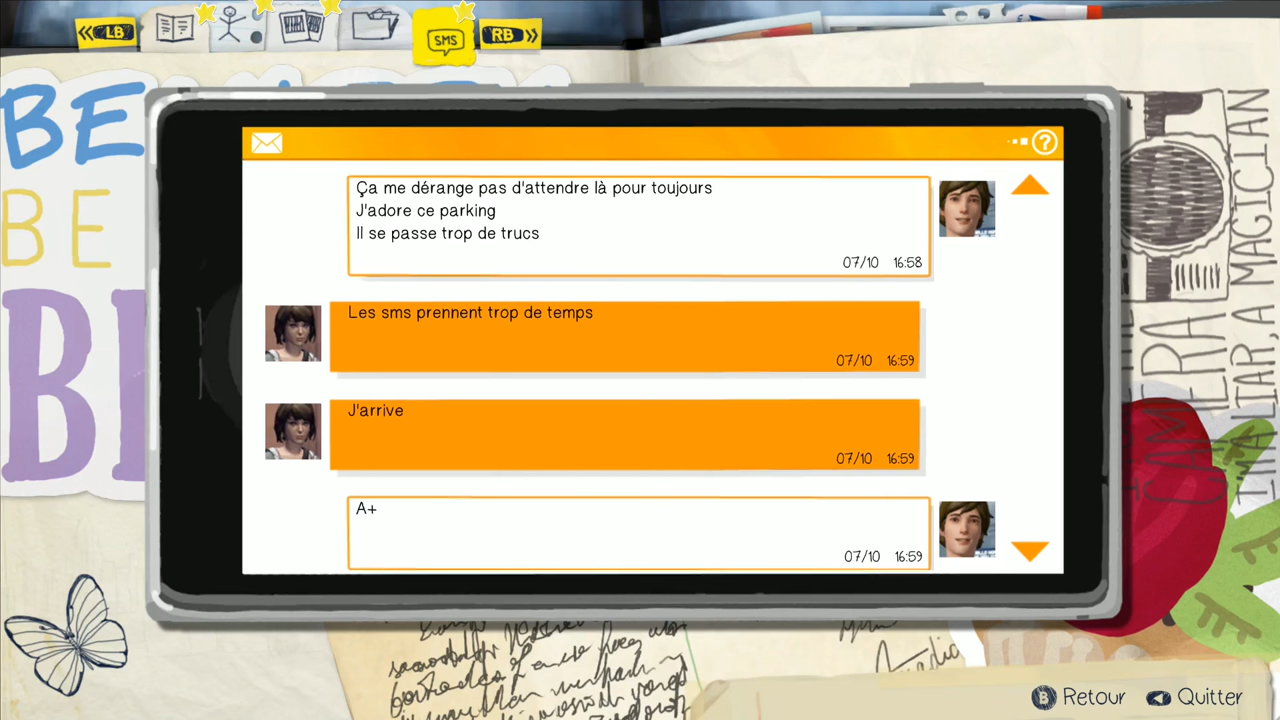 LB
SMS
RB
BE
BE
?
Ça me dérange pas d'attendre là pour toujours
J'adore ce parking
Il se passe trop de trucs
07/10 16:58
Les sms prennent trop de temps
07/10 16:59
J'arrive
07/10 16:59
A+
07/10 16:59
CAMERA
A MAGICIAN
B Retour
Quitter